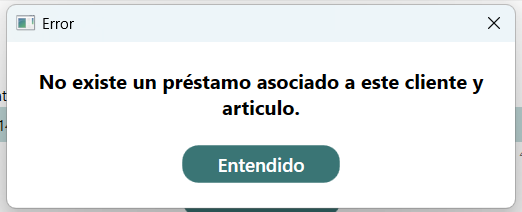 Error
No existe un préstamo asociado a este cliente y
articulo.
Entendido